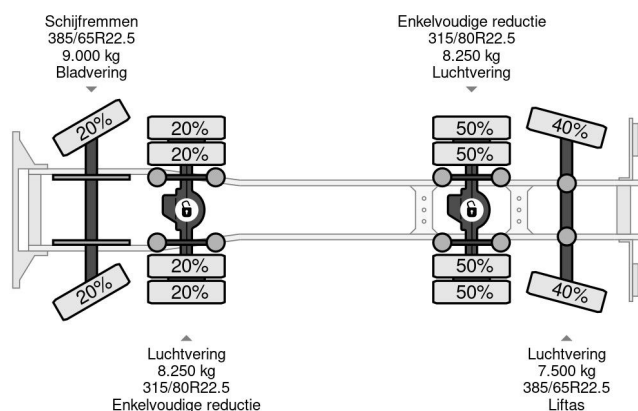 Schijfremmen
385/65R22.5
9.000 kg
Bladvering
Enkelvoudige reductie
315/80R22.5
8.250 kg
Luchtvering
20%
20%
50%
40%
20%
50%
20%
50%
20%
20%
50%
40%
Luchtvering
8.250 kg
315/80R22.5
Enkelvoudige reductie
Luchtvering
7.500 kg
385/65R22.5
Liftas